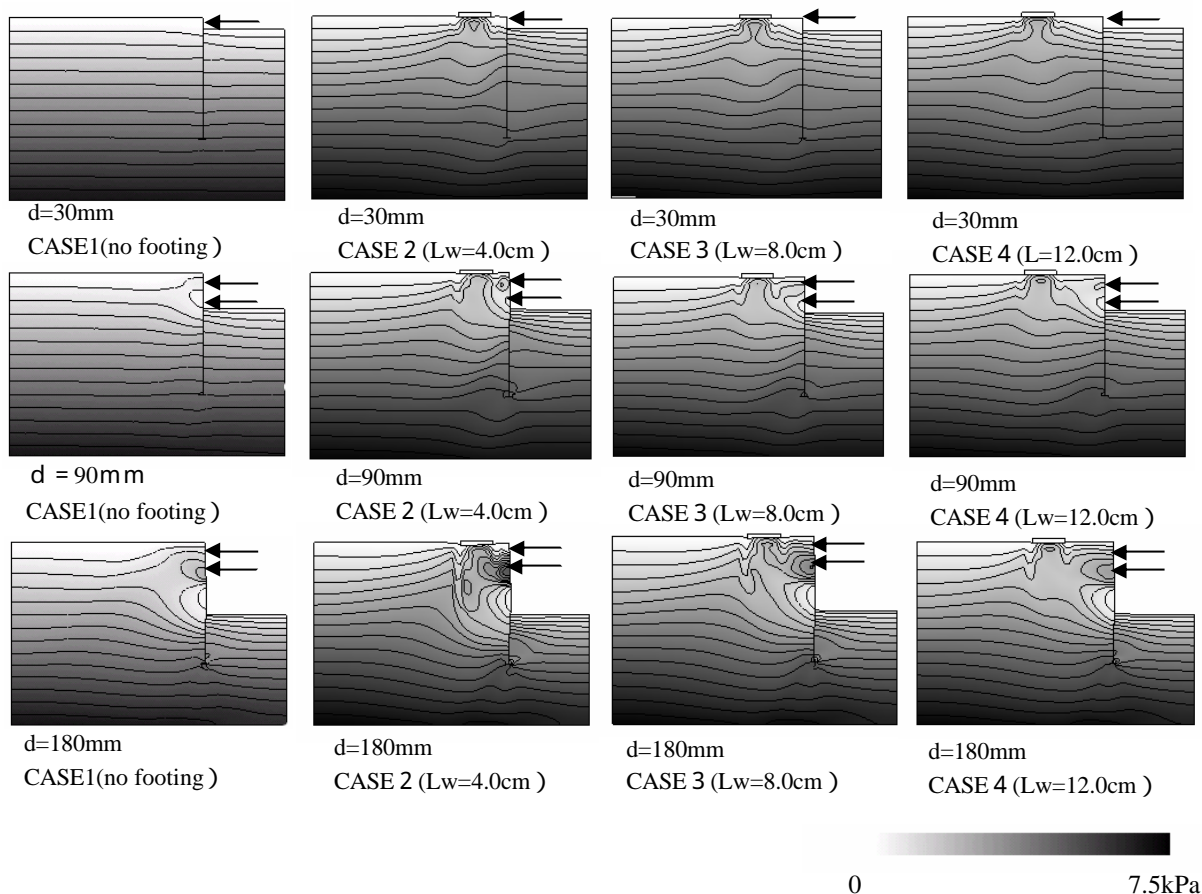 d=30mm
CASE1(no footing)
d=30mm
CASE 2 (Lw=4.0cm)
d=30mm
CASE 3 (Lw=8.0cm)
d=30mm
CASE 4 (L=12.0cm)
d = 90mm
CASE1(no footing)
d=90mm
CASE 2 (Lw=4.0cm)
d=90mm
CASE 3 (Lw=8.0cm)
d=90mm
CASE 4 (Lw=12.0cm)
d=180mm
CASE1(no footing)
d=180mm
CASE 2 (Lw=4.0cm)
d=180mm
CASE 3 (Lw=8.0cm)
d=180mm
CASE 4 (Lw=12.0cm)
0 7.5kPa